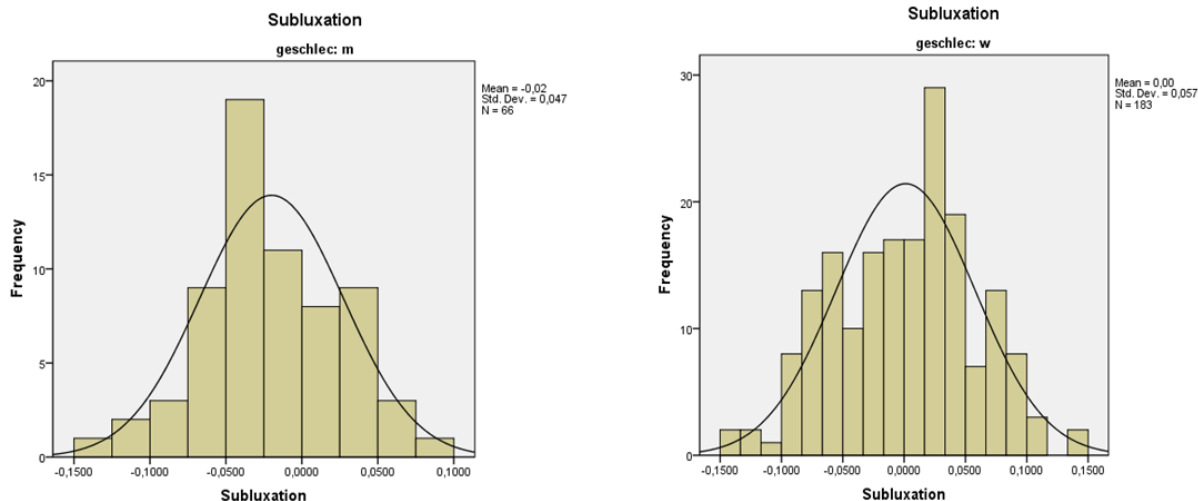 Subluxation
geschlec: m
Mean = -0,02
Std. Dev. = 0,047
N = 66
Frequency
20
15
10
5
0
-0,1500 -0,1000 -0,0500 0,0000 0,0500 0,1000
Subluxation
Subluxation
geschlec: w
Mean = 0,00
Std. Dev. = 0,057
N = 183
Frequency
30
20
10
0
-0,1500 -0,1000 -0,0500 0,0000 0,0500 0,1000 0,1500
Subluxation